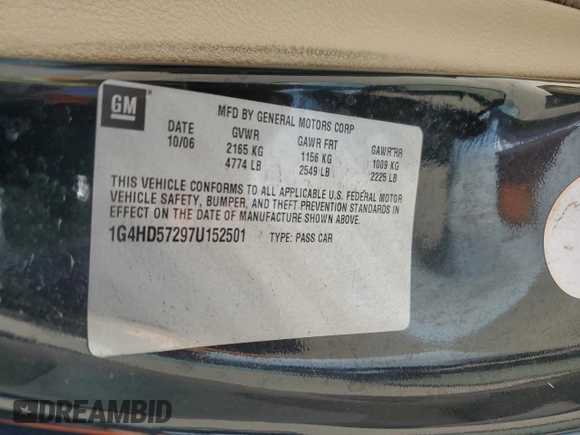 GM
MFD BY GENERAL MOTORS CORP
DATE GVWR GAWR FRT GAWR RR
10/06 2165 KG 1156 KG 1009 KG
4774 LB 2549 LB 2225 LB
THIS VEHICLE CONFORMS TO ALL APPLICABLE U.S. FEDERAL MOTOR
VEHICLE SAFETY, BUMPER, AND THEFT PREVENTION STANDARDS IN
EFFECT ON THE DATE OF MANUFACTURE SHOWN ABOVE.
1G4HD57297U152501 TYPE: PASS CAR
DREAMBID